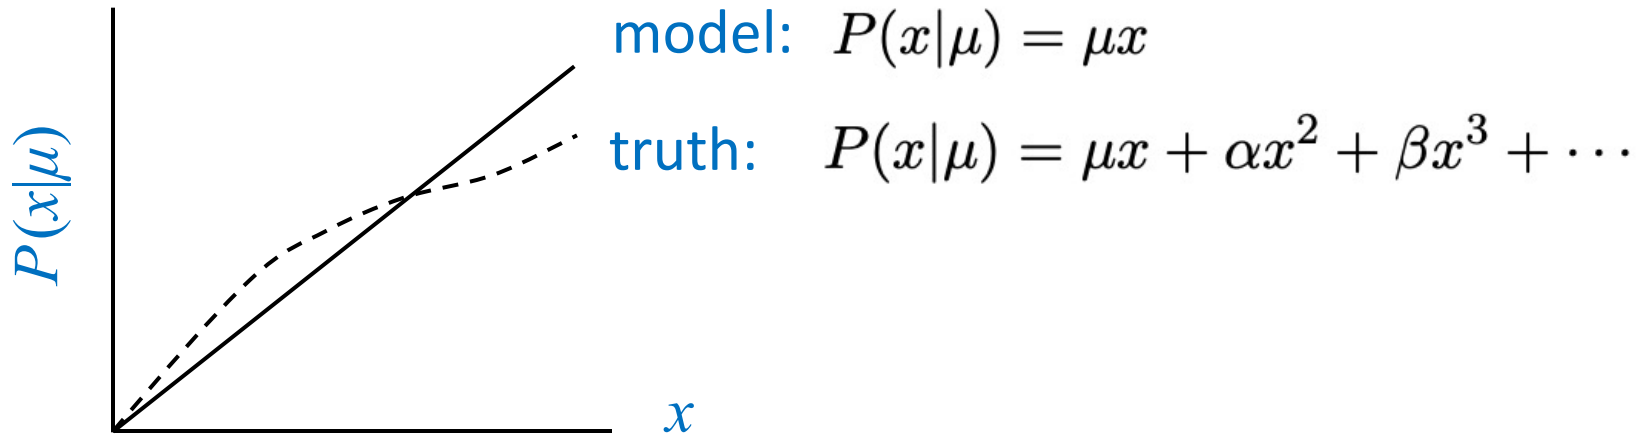 model: P(x|μ) = μx
truth: P(x|μ) = μx + αx² + βx³ + ···
P(x|μ)
x